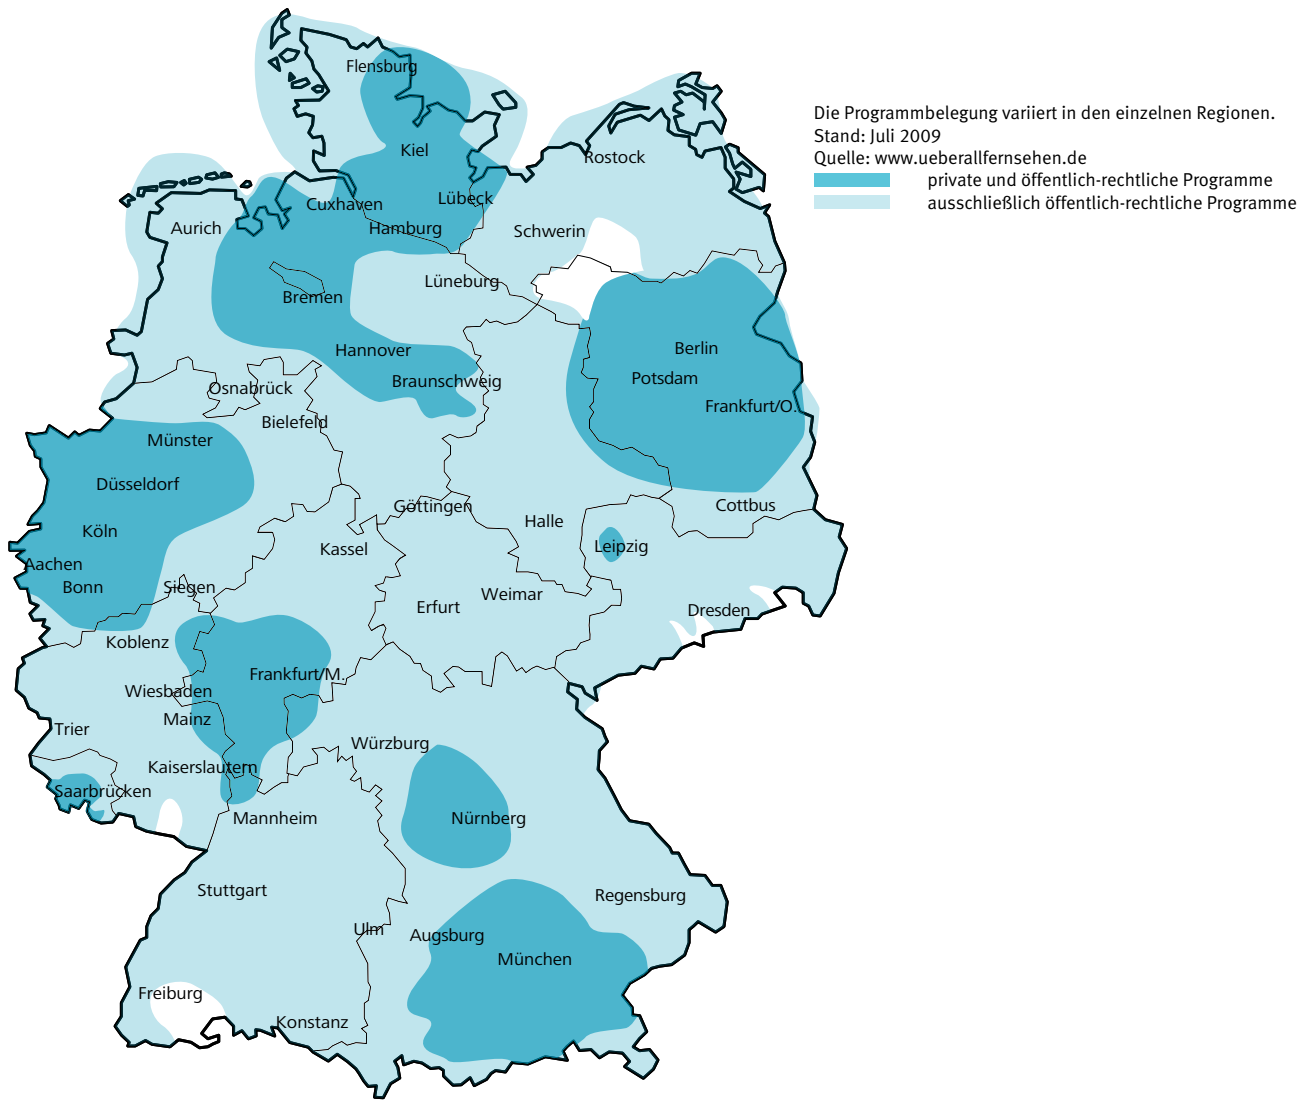 Die Programmbelegung variiert in den einzelnen Regionen.
Stand: Juli 2009
Quelle: www.ueberallfernsehen.de
private und öffentlich-rechtliche Programme
ausschließlich öffentlich-rechtliche Programme
Flensburg
Kiel
Rostock
Lübeck
Cuxhaven
Aurich
Hamburg
Schwerin
Lüneburg
Bremen
Hannover
Berlin
Potsdam
Braunschweig
Osnabrück
Frankfurt/O.
Bielefeld
Münster
Düsseldorf
Göttingen
Cottbus
Halle
Köln
Leipzig
Kassel
Aachen
Bonn
Siegen
Weimar
Erfurt
Dresden
Koblenz
Frankfurt/M.
Wiesbaden
Mainz
Trier
Würzburg
Kaiserslautern
Saarbrücken
Mannheim
Nürnberg
Stuttgart
Regensburg
Ulm
Augsburg
München
Freiburg
Konstanz